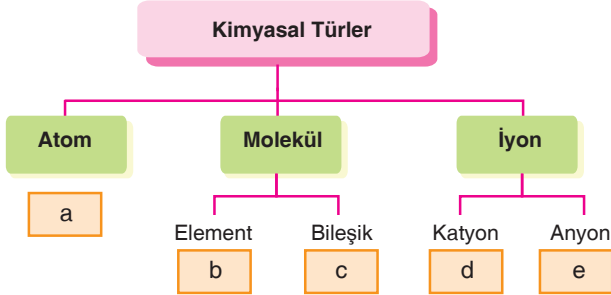 Kimyasal Türler
Atom
Molekül
İyon
a
Element
Bileşik
Katyon
Anyon
b
c
d
e